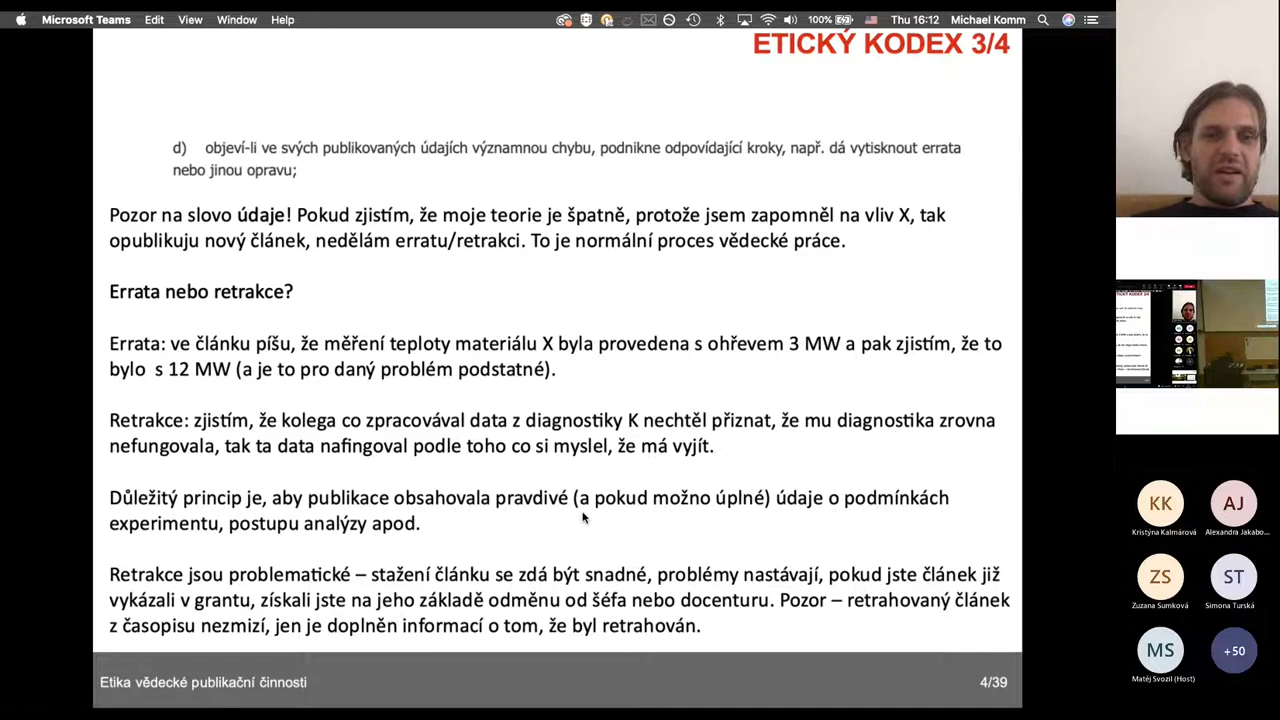 Microsoft Teams Edit View Window Help 100% Thu 16:12 Michael Komm
ETICKÝ KODEX 3/4
d) objeví-li ve svých publikovaných údajích významnou chybu, podnikne odpovídající kroky, např. dá vytisknout errata
nebo jinou opravu;
Pozor na slovo údaje! Pokud zjistím, že moje teorie je špatně, protože jsem zapomněl na vliv X, tak
opublikuju nový článek, nedělám erratu/retrakci. To je normální proces vědecké práce.
Errata nebo retrakce?
Errata: ve článku píšu, že měření teploty materiálu X byla provedena s ohřevem 3 MW a pak zjistím, že to
bylo s 12 MW (a je to pro daný problém podstatné).
Retrakce: zjistím, že kolega co zpracovával data z diagnostiky K nechtěl přiznat, že mu diagnostika zrovna
nefungovala, tak ta data nafingoval podle toho co si myslel, že má vyjít.
Důležitý princip je, aby publikace obsahovala pravdivé (a pokud možno úplné) údaje o podmínkách
experimentu, postupu analýzy apod.
Retrakce jsou problematické – stažení článku se zdá být snadné, problémy nastávají, pokud jste článek již
vykázali v grantu, získali jste na jeho základě odměnu od šéfa nebo docenturu. Pozor – retrahovaný článek
z časopisu nezmizí, jen je doplněn informací o tom, že byl retrahován.
Etika vědecké publikační činnosti 4/39
ETICKÝ KODEX 3/4
KK AJ
Kristýna Kalmárová Alexandra Jakabo...
ZS ST
Zuzana Sumková Simona Turská
MS +50
Matěj Svozil (Host)